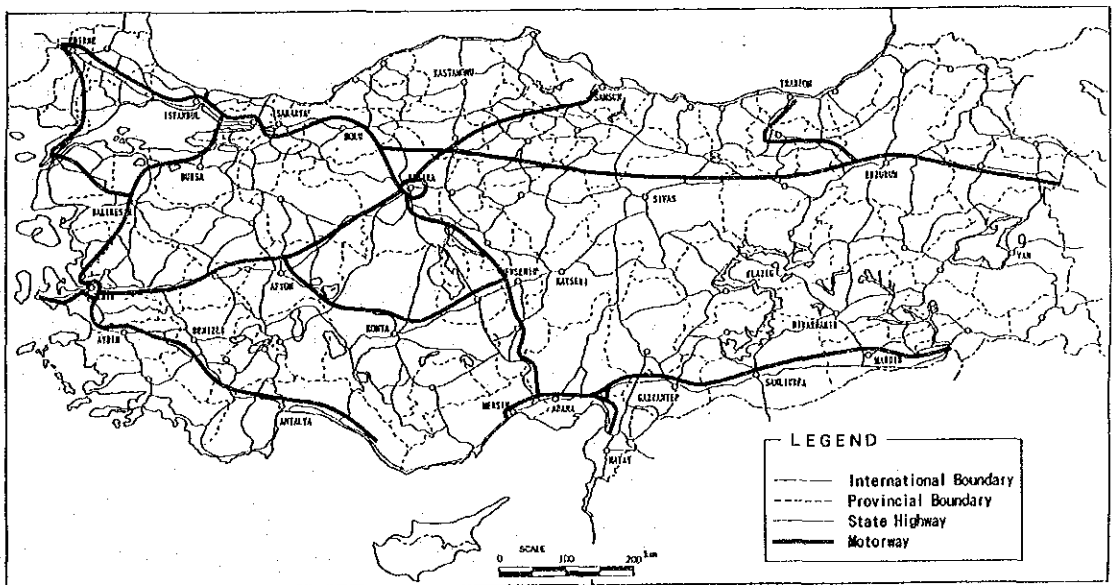 EDIRNE
ISTANBUL
SAKARYA
BOLU
KASTAMONU
SAMSUN
TRABZON
BURSA
BALIKESIR
ANKARA
SIVAS
ERZURUM
VAN
AFYON
KONYA
KAYSERI
ELAZIG
DIYARBAKIR
MARDIN
AYDIN
DENIZLI
ANTALYA
MERSIN
ADANA
GAZIANTEP
SANLIURFA
HATAY
LEGEND
International Boundary
Provincial Boundary
State Highway
Motorway
SCALE
0 100 200 km